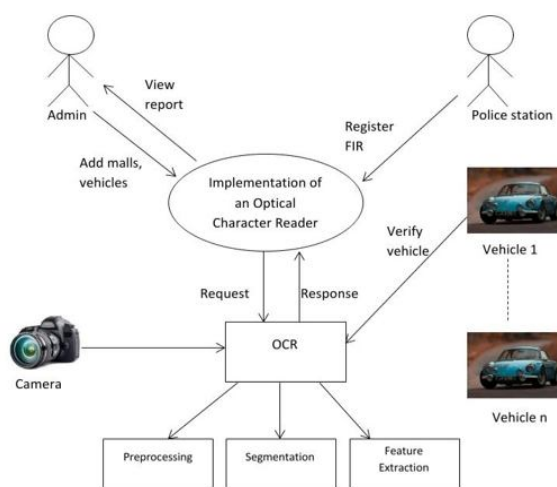 View
report
Admin
Police station
Register
FIR
Add malls,
vehicles
Implementation of
an Optical
Character Reader
Verify
vehicle
Vehicle 1
Request
Response
OCR
Camera
Vehicle n
Preprocessing
Segmentation
Feature
Extraction